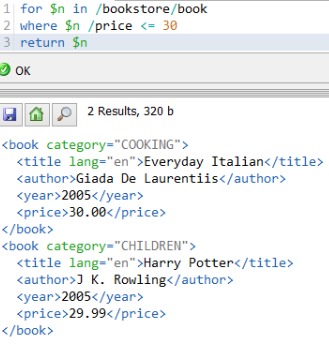 1 for $n in /bookstore/book
2 where $n /price <= 30
3 return $n
OK
2 Results, 320 b
<book category="COOKING">
  <title lang="en">Everyday Italian</title>
  <author>Giada De Laurentiis</author>
  <year>2005</year>
  <price>30.00</price>
</book>
<book category="CHILDREN">
  <title lang="en">Harry Potter</title>
  <author>J K. Rowling</author>
  <year>2005</year>
  <price>29.99</price>
</book>